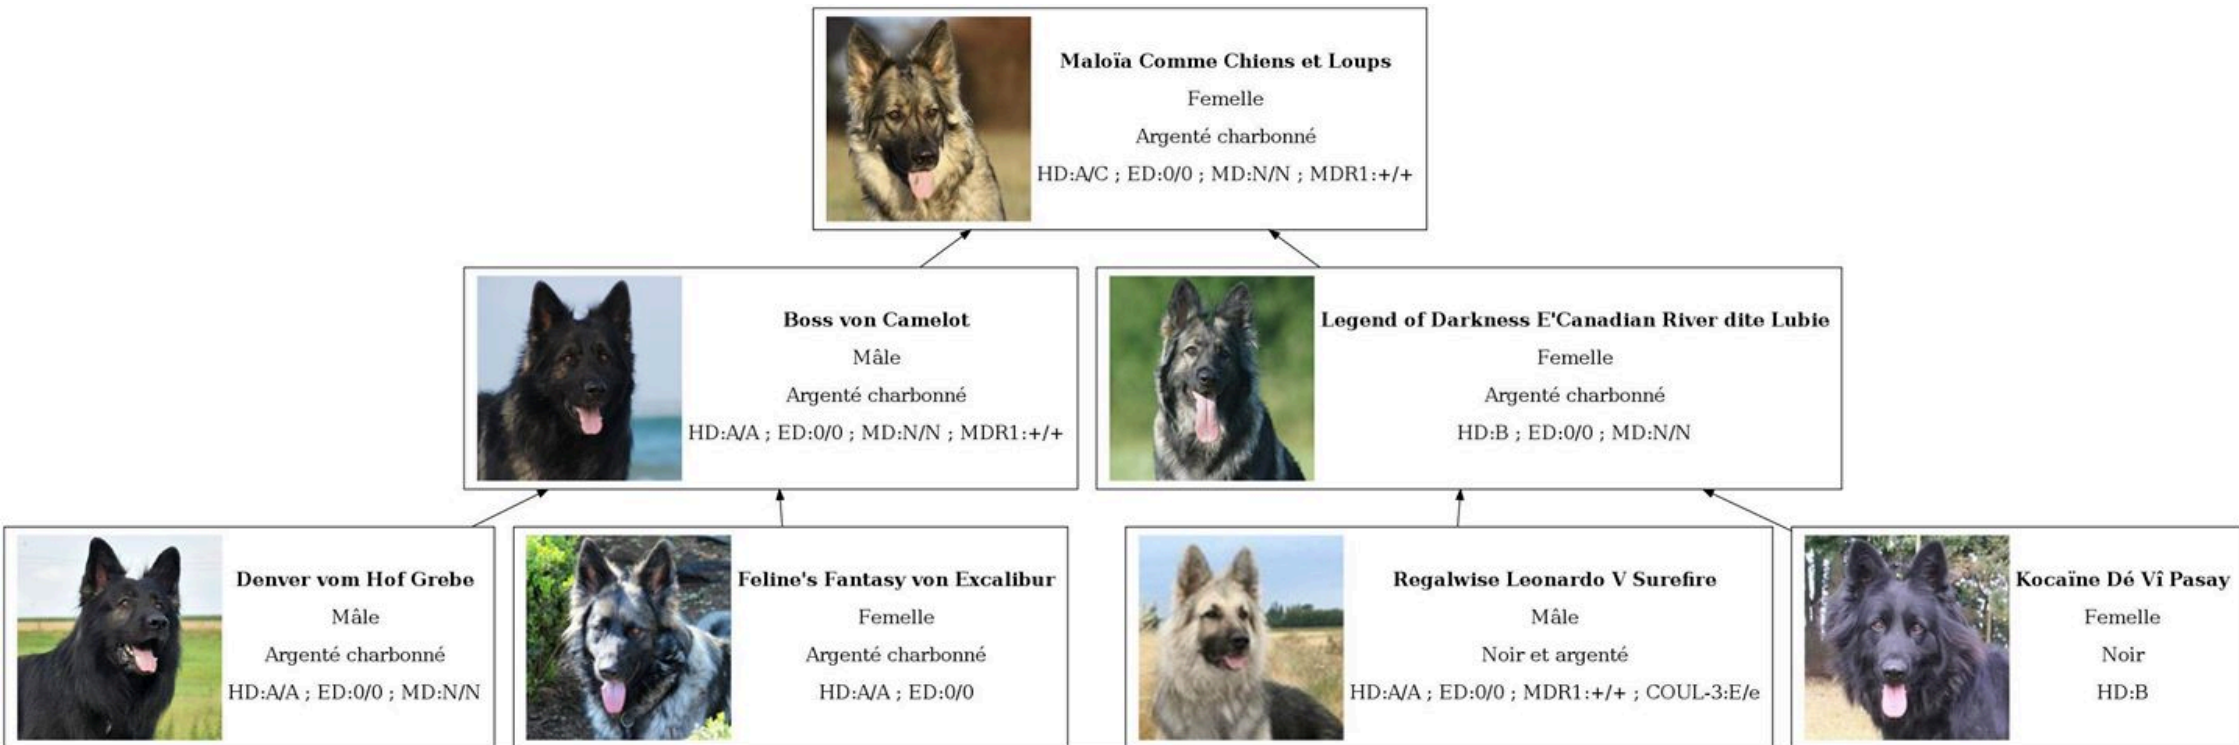 Maloïa Comme Chiens et Loups
Femelle
Argenté charbonné
HD:A/C ; ED:0/0 ; MD:N/N ; MDR1:+/+
Boss von Camelot
Mâle
Argenté charbonné
HD:A/A ; ED:0/0 ; MD:N/N ; MDR1:+/+
Legend of Darkness E'Canadian River dite Lubie
Femelle
Argenté charbonné
HD:B ; ED:0/0 ; MD:N/N
Denver vom Hof Grebe
Mâle
Argenté charbonné
HD:A/A ; ED:0/0 ; MD:N/N
Feline's Fantasy von Excalibur
Femelle
Argenté charbonné
HD:A/A ; ED:0/0
Regalwise Leonardo V Surefire
Mâle
Noir et argenté
HD:A/A ; ED:0/0 ; MDR1:+/+ ; COUL-3:E/e
Kocaïne Dé Vî Pasay
Femelle
Noir
HD:B